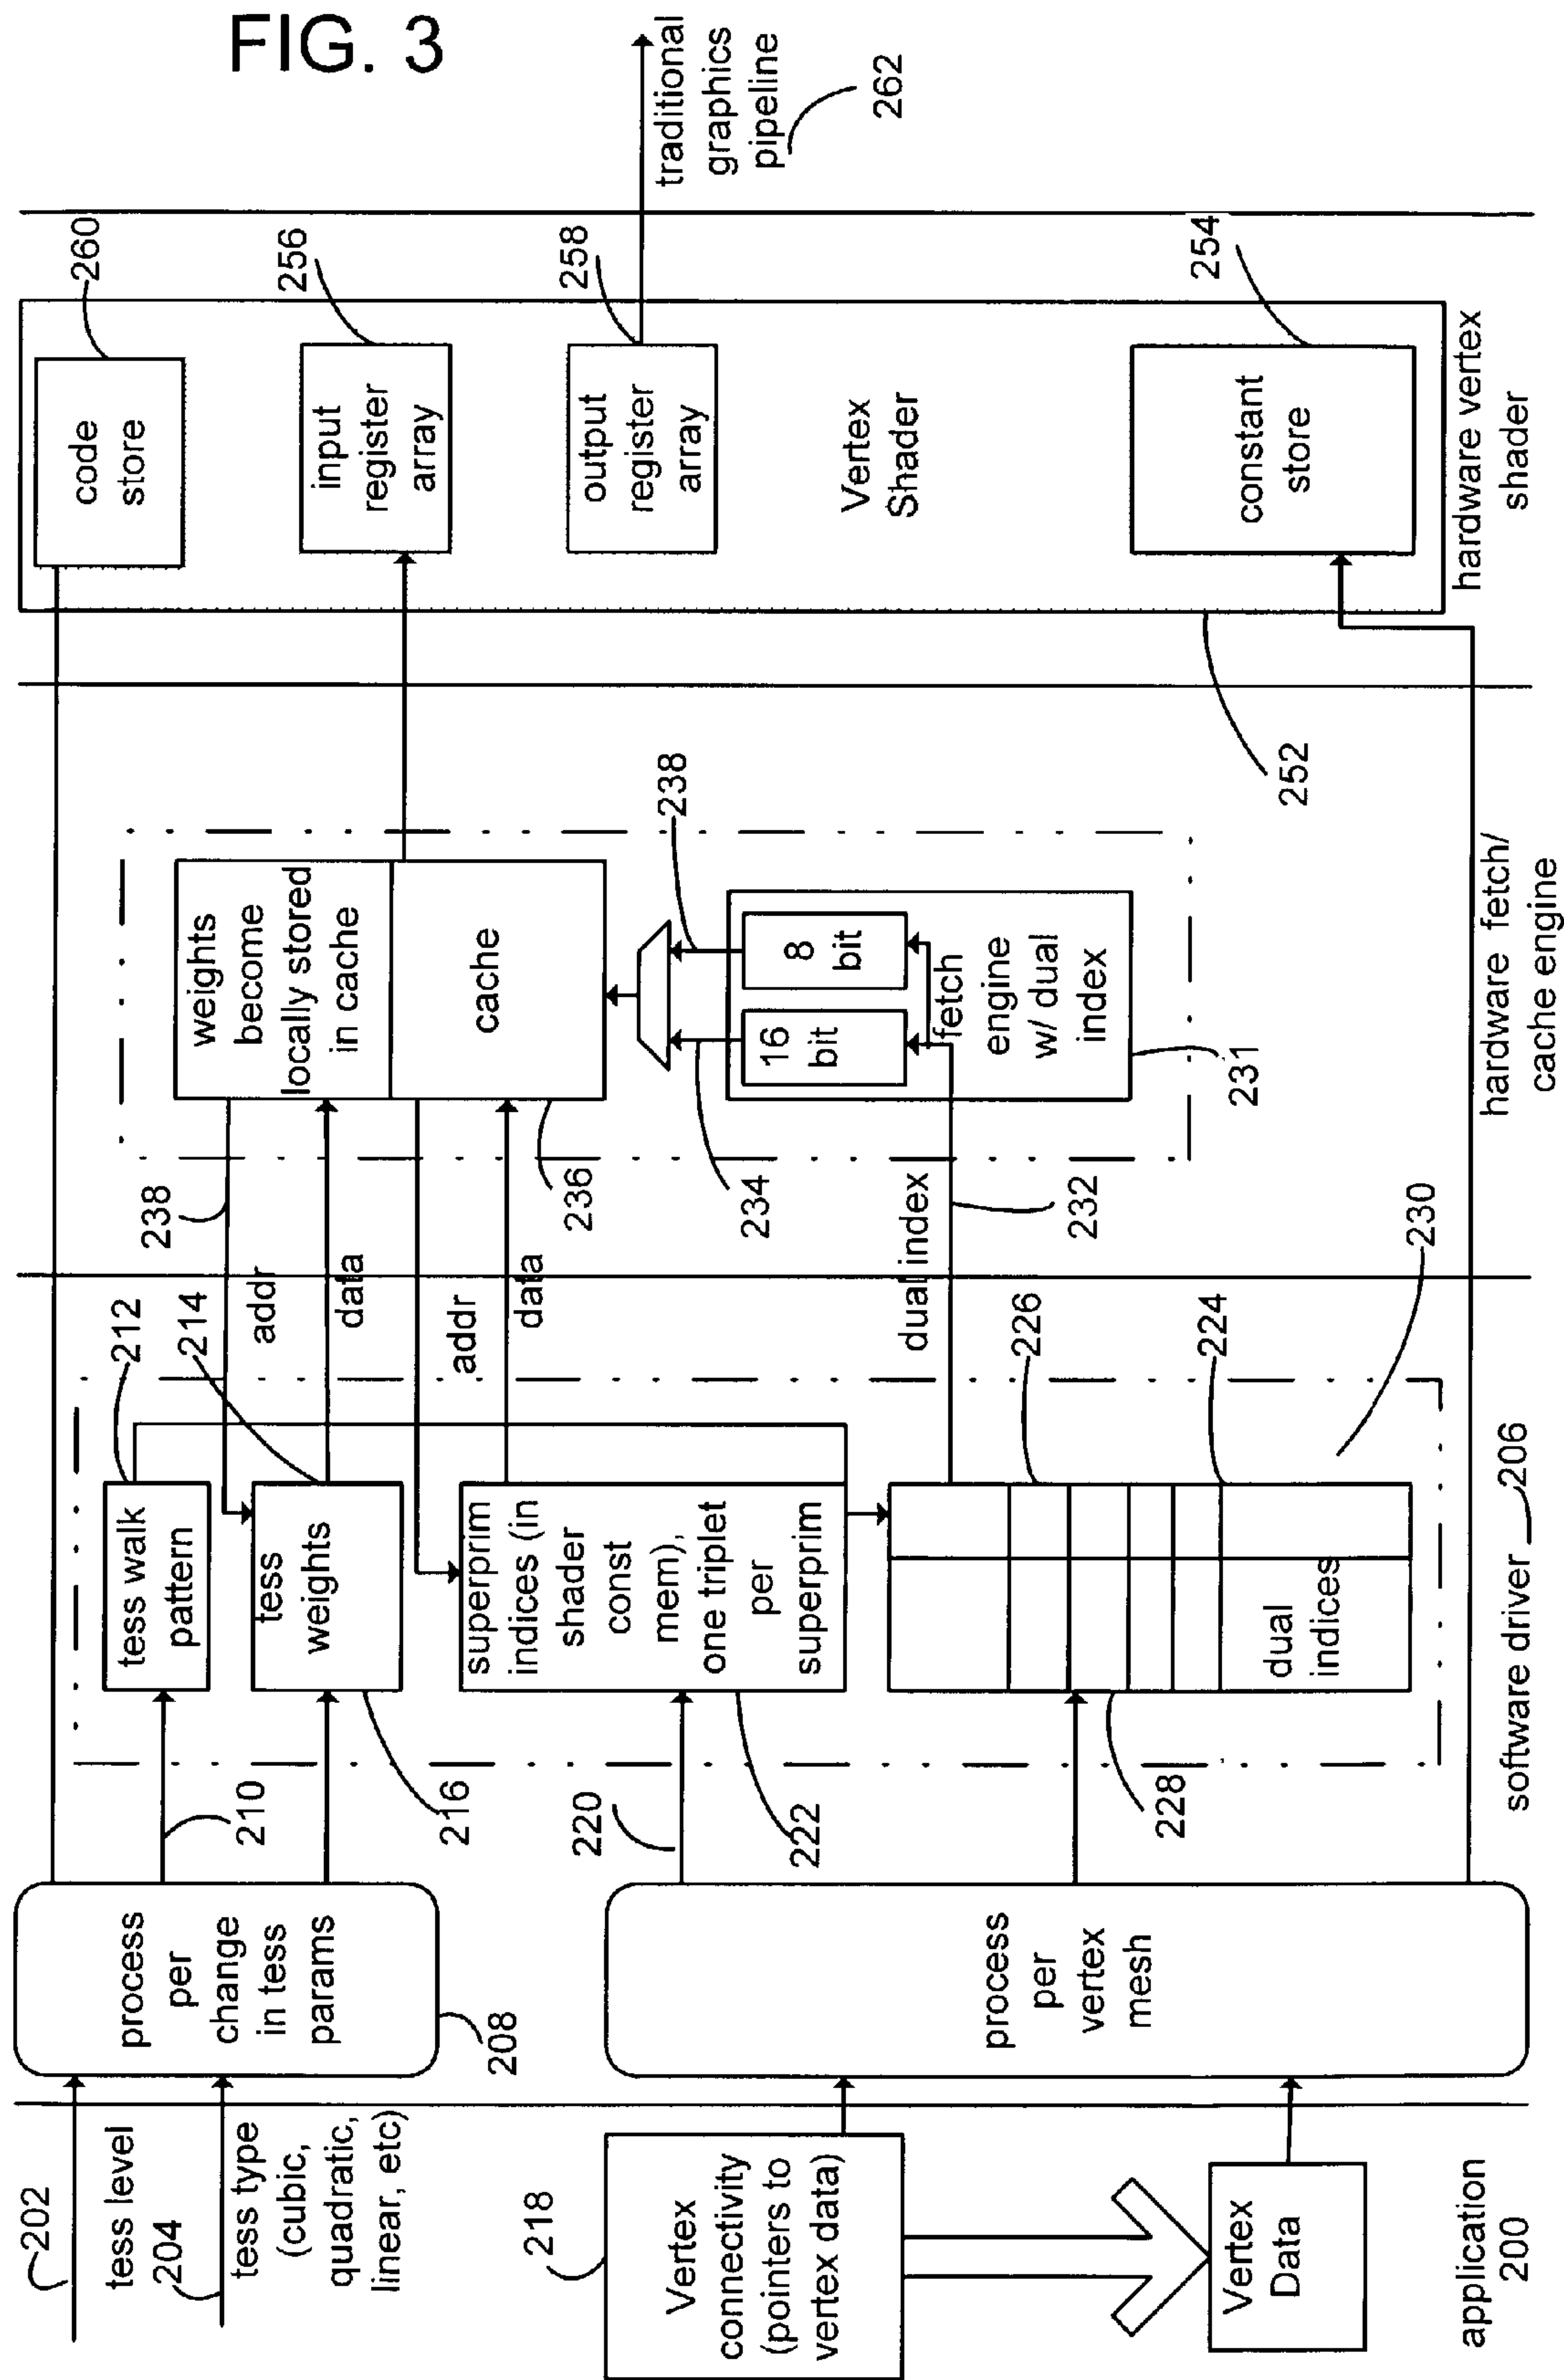 FIG. 3
202
tess level
204
tess type
(cubic,
quadratic,
linear, etc)
218
Vertex
connectivity
(pointers to
vertex data)
Vertex
Data
application
200
process
per
change
in tess
params
208
process
per
vertex
mesh
210
216
220
222
228
212
tess walk
pattern
214
tess
weights
superprim
indices (in
shader
const
mem),
one triplet
per
superprim
226
224
dual
indices
230
software driver 206
238
addr
data
addr
data
dual index
236
234
232
weights
become
locally stored
in cache
cache
238
16
bit
8
bit
fetch
engine
w/ dual
index
231
hardware fetch/
cache engine
260
code
store
256
input
register
array
258
output
register
array
Vertex
Shader
254
constant
store
252
hardware vertex
shader
traditional
graphics
pipeline
262